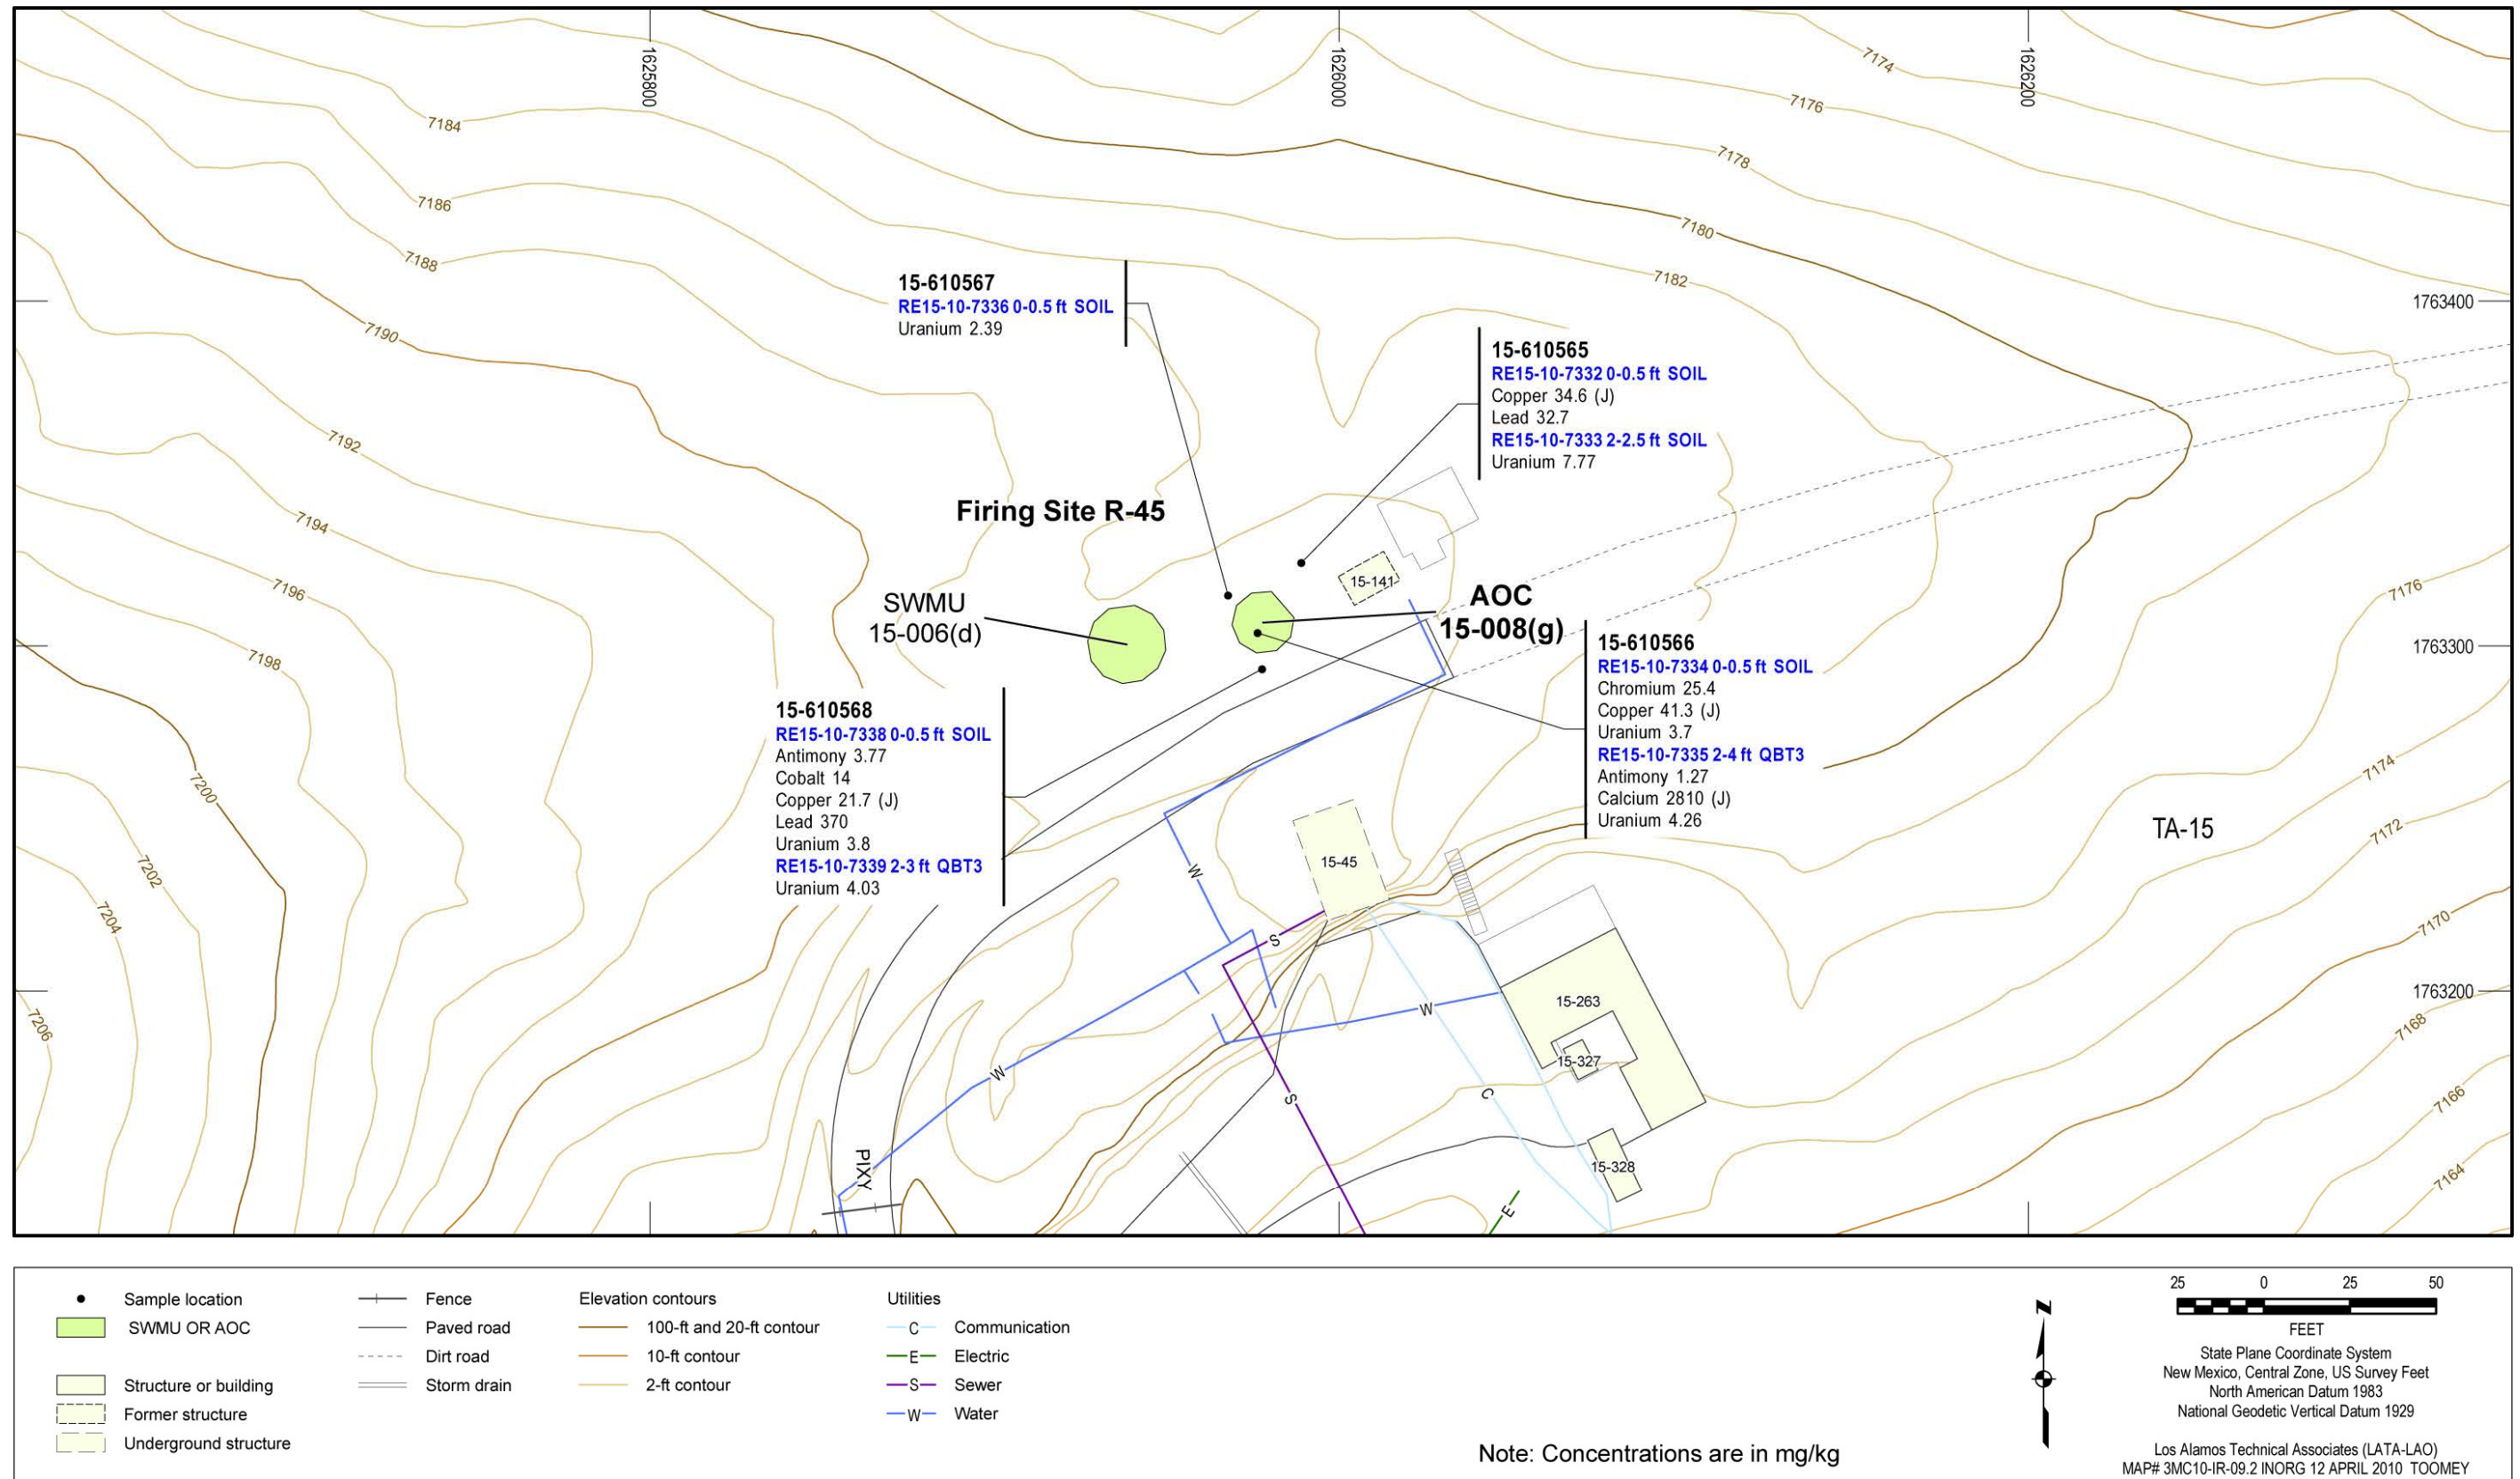 1625800
1626000
1626200
7174
7176
7178
7180
7182
7184
7186
7188
7190
7192
7194
7196
7198
7200
7202
7204
7206
1763400
1763300
1763200
15-610567
RE15-10-7336 0-0.5 ft SOIL
Uranium 2.39
15-610565
RE15-10-7332 0-0.5 ft SOIL
Copper 34.6 (J)
Lead 32.7
RE15-10-7333 2-2.5 ft SOIL
Uranium 7.77
Firing Site R-45
15-141
SWMU
15-006(d)
AOC
15-008(g)
15-610566
RE15-10-7334 0-0.5 ft SOIL
Chromium 25.4
Copper 41.3 (J)
Uranium 3.7
RE15-10-7335 2-4 ft QBT3
Antimony 1.27
Calcium 2810 (J)
Uranium 4.26
15-610568
RE15-10-7338 0-0.5 ft SOIL
Antimony 3.77
Cobalt 14
Copper 21.7 (J)
Lead 370
Uranium 3.8
RE15-10-7339 2-3 ft QBT3
Uranium 4.03
7176
7174
7172
7170
7168
7166
7164
TA-15
15-45
15-263
15-327
15-328
W
S
W
W
S
C
E
PIXY
Sample location
SWMU OR AOC
Structure or building
Former structure
Underground structure
Fence
Paved road
Dirt road
Storm drain
Elevation contours
100-ft and 20-ft contour
10-ft contour
2-ft contour
Utilities
C Communication
E Electric
S Sewer
W Water
Note: Concentrations are in mg/kg
N
25 0 25 50
FEET
State Plane Coordinate System
New Mexico, Central Zone, US Survey Feet
North American Datum 1983
National Geodetic Vertical Datum 1929
Los Alamos Technical Associates (LATA-LAO)
MAP# 3MC10-IR-09.2 INORG 12 APRIL 2010 TOOMEY